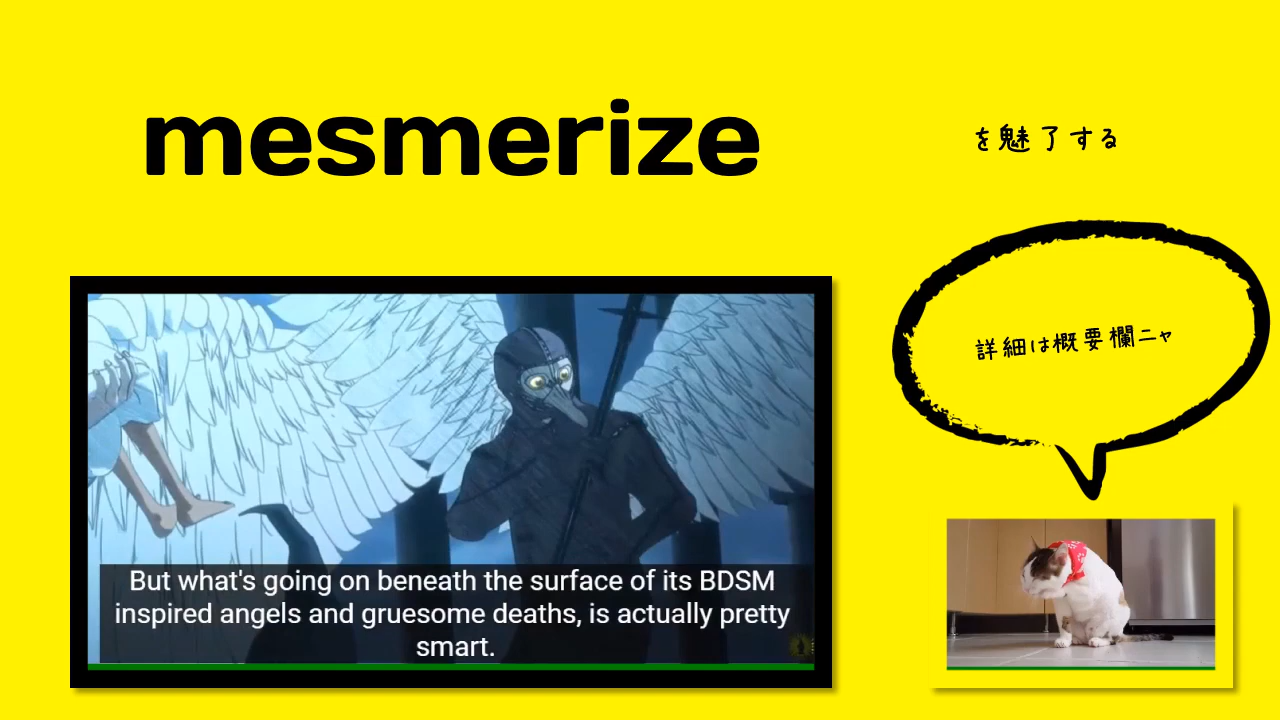 mesmerize
を魅了する
詳細は概要欄ニャ
But what's going on beneath the surface of its BDSM
inspired angels and gruesome deaths, is actually pretty
smart.